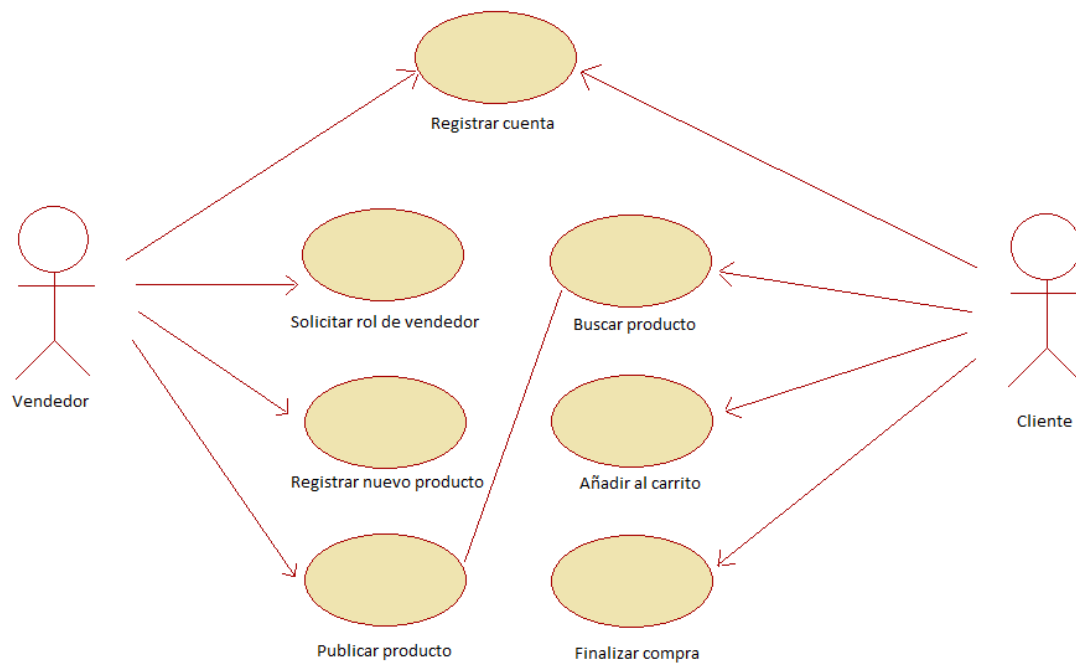 Registrar cuenta
Solicitar rol de vendedor
Buscar producto
Vendedor
Cliente
Registrar nuevo producto
Añadir al carrito
Publicar producto
Finalizar compra